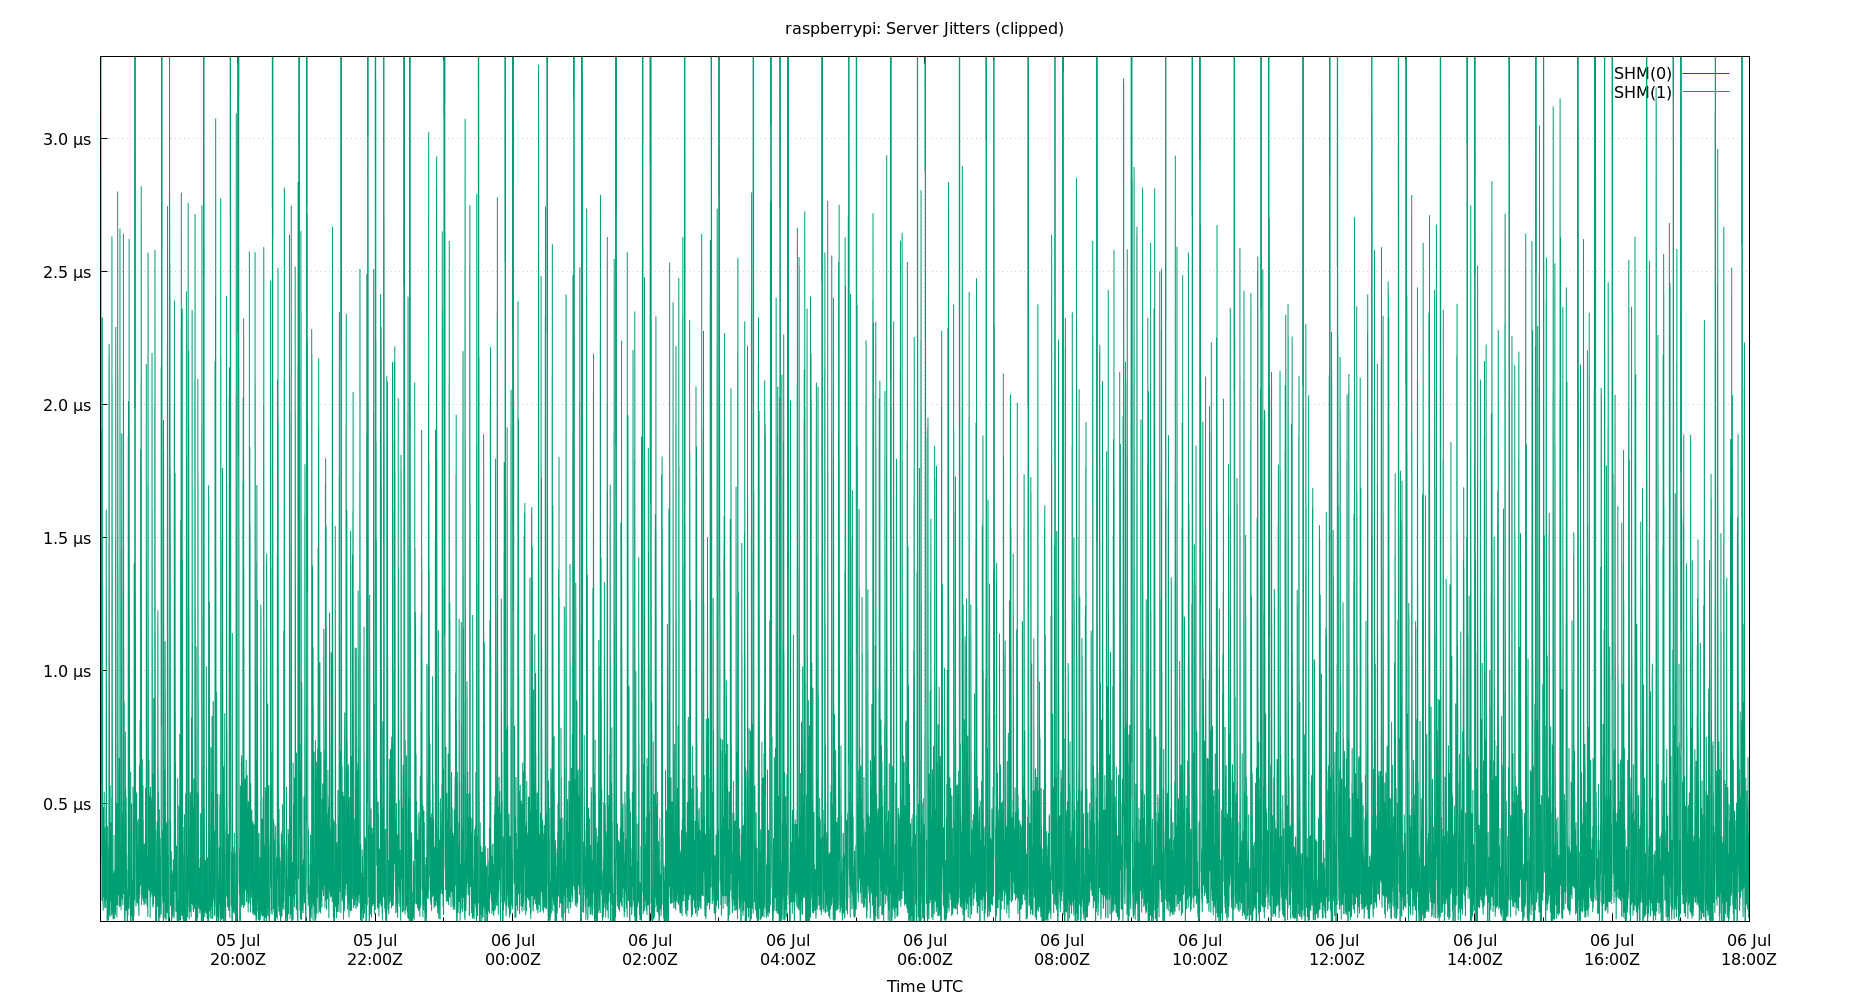 raspberrypi: Server Jitters (clipped)
SHM(0)
SHM(1)
3.0 µs
2.5 µs
2.0 µs
1.5 µs
1.0 µs
0.5 µs
05 Jul 05 Jul 06 Jul 06 Jul 06 Jul 06 Jul 06 Jul 06 Jul 06 Jul 06 Jul 06 Jul 06 Jul
20:00Z 22:00Z 00:00Z 02:00Z 04:00Z 06:00Z 08:00Z 10:00Z 12:00Z 14:00Z 16:00Z 18:00Z
Time UTC